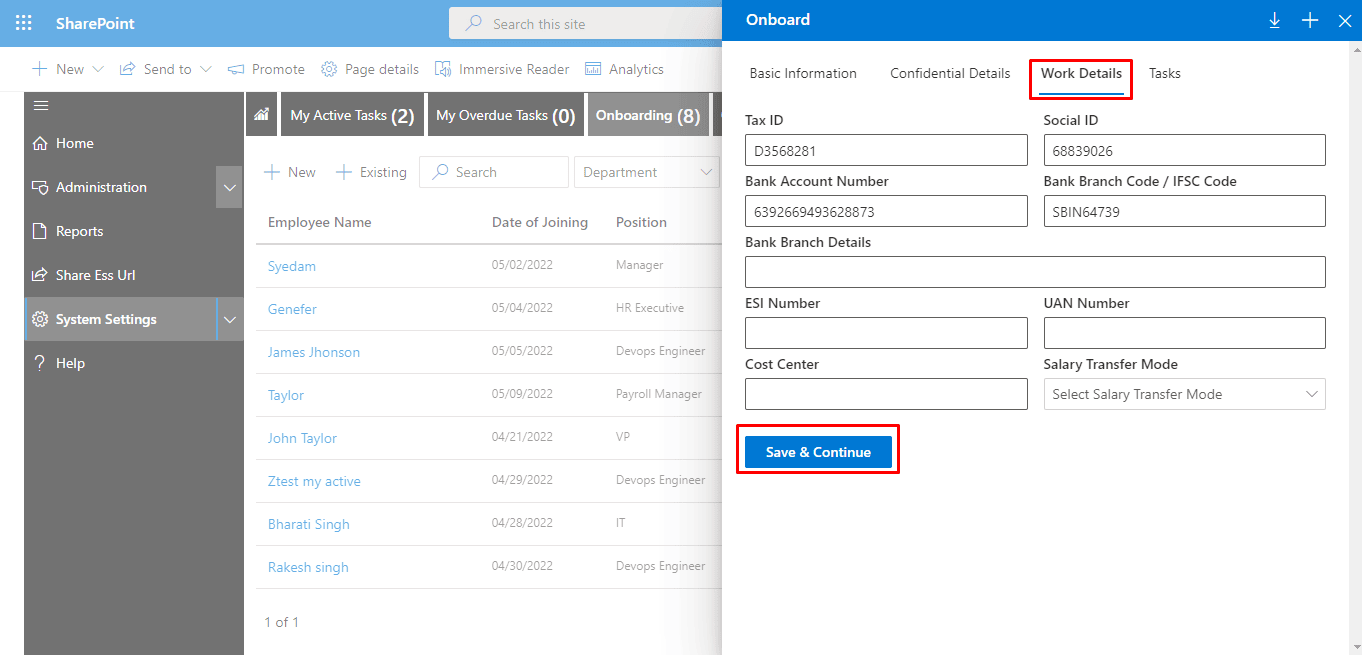 SharePoint
Search this site
New
Send to
Promote
Page details
Immersive Reader
Analytics
Home
Administration
Reports
Share Ess Url
System Settings
Help
My Active Tasks (2)
My Overdue Tasks (0)
Onboarding (8)
New
Existing
Search
Department
Employee Name Date of Joining Position
Syedam 05/02/2022 Manager
Genefer 05/04/2022 HR Executive
James Jhonson 05/05/2022 Devops Engineer
Taylor 05/09/2022 Payroll Manager
John Taylor 04/21/2022 VP
Ztest my active 04/29/2022 Devops Engineer
Bharati Singh 04/28/2022 IT
Rakesh singh 04/30/2022 Devops Engineer
1 of 1
Onboard
Basic Information
Confidential Details
Work Details
Tasks
Tax ID Social ID
D3568281 68839026
Bank Account Number Bank Branch Code / IFSC Code
6392669493628873 SBIN64739
Bank Branch Details
ESI Number UAN Number
Cost Center Salary Transfer Mode
Select Salary Transfer Mode
Save & Continue